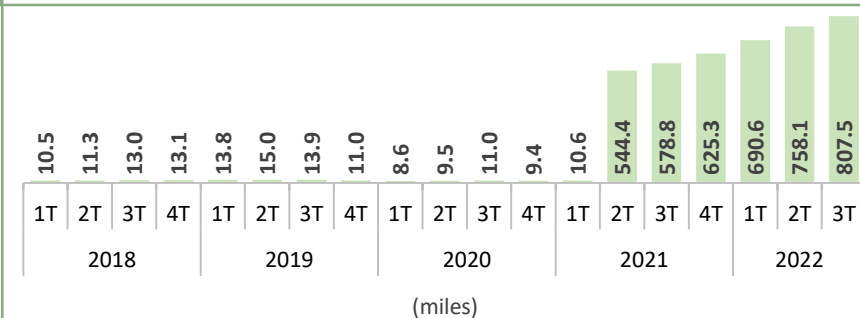 10.5 11.3 13.0 13.1 13.8 15.0 13.9 11.0 8.6 9.5 11.0 9.4 10.6 544.4 578.8 625.3 690.6 758.1 807.5
1T 2T 3T 4T 1T 2T 3T 4T 1T 2T 3T 4T 1T 2T 3T 4T 1T 2T 3T
2018 2019 2020 2021 2022
(miles)